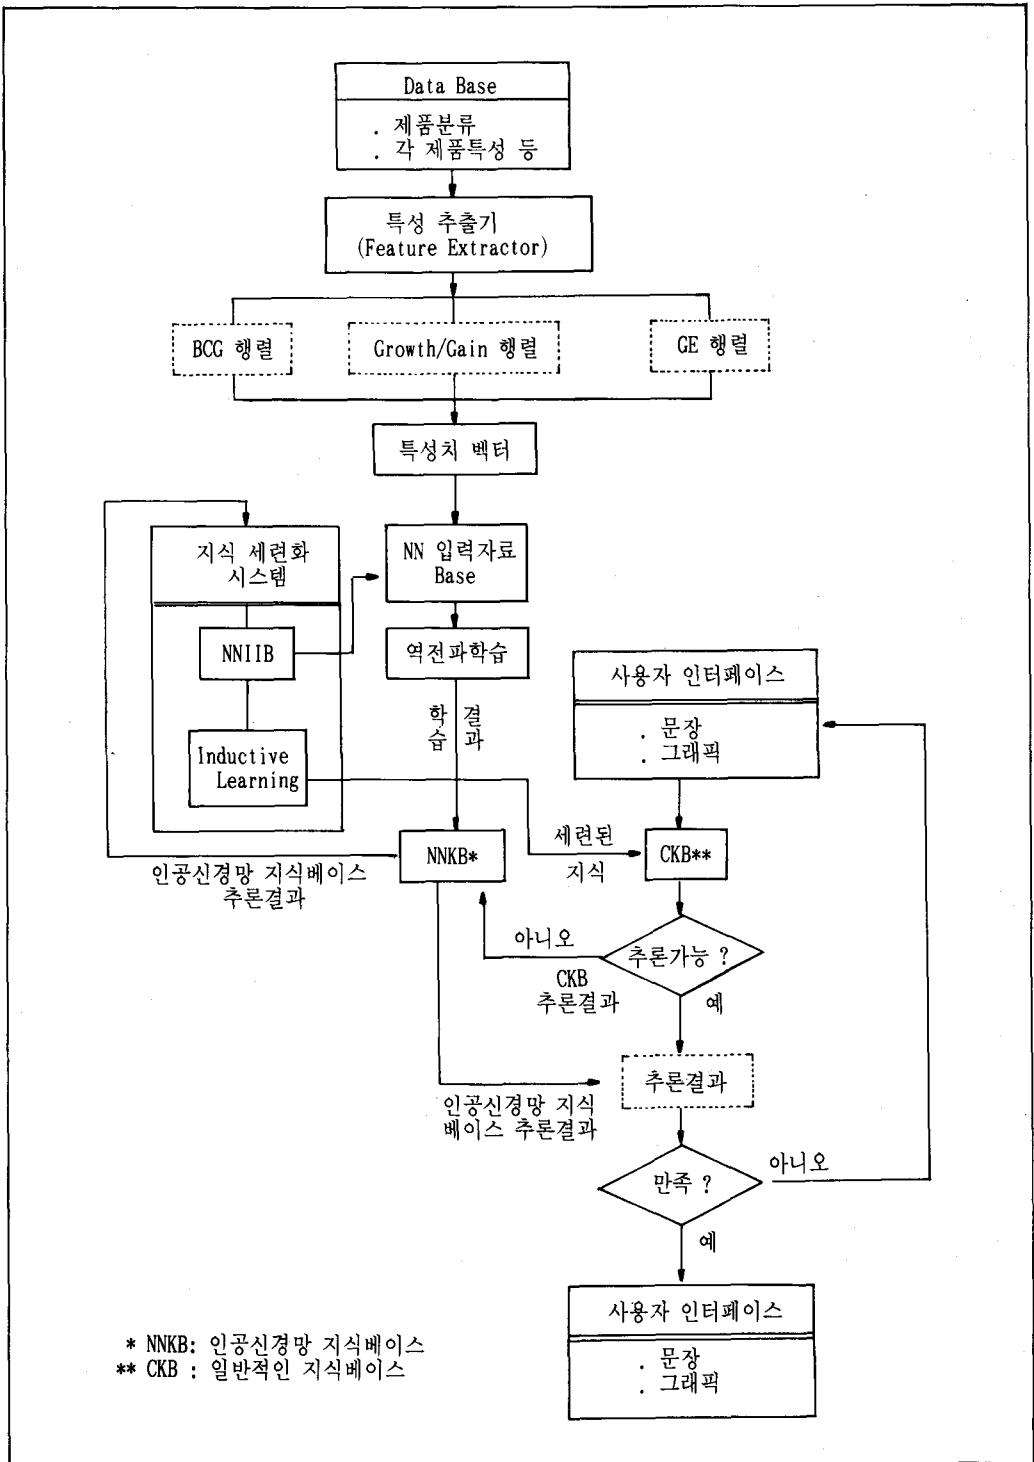 Data Base
. 제품분류
. 각 제품특성 등
특성 추출기
(Feature Extractor)
BCG 행렬
Growth/Gain 행렬
GE 행렬
특성치 벡터
지식 세련화
시스템
NN 입력자료
Base
NNIIB
역전파학습
Inductive
Learning
학습
결과
사용자 인터페이스
. 문장
. 그래픽
NNKB*
세련된
지식
CKB**
인공신경망 지식베이스
추론결과
추론가능 ?
아니오
CKB
추론결과
예
추론결과
인공신경망 지식
베이스 추론결과
만족 ?
아니오
예
사용자 인터페이스
. 문장
. 그래픽
* NNKB: 인공신경망 지식베이스
** CKB : 일반적인 지식베이스